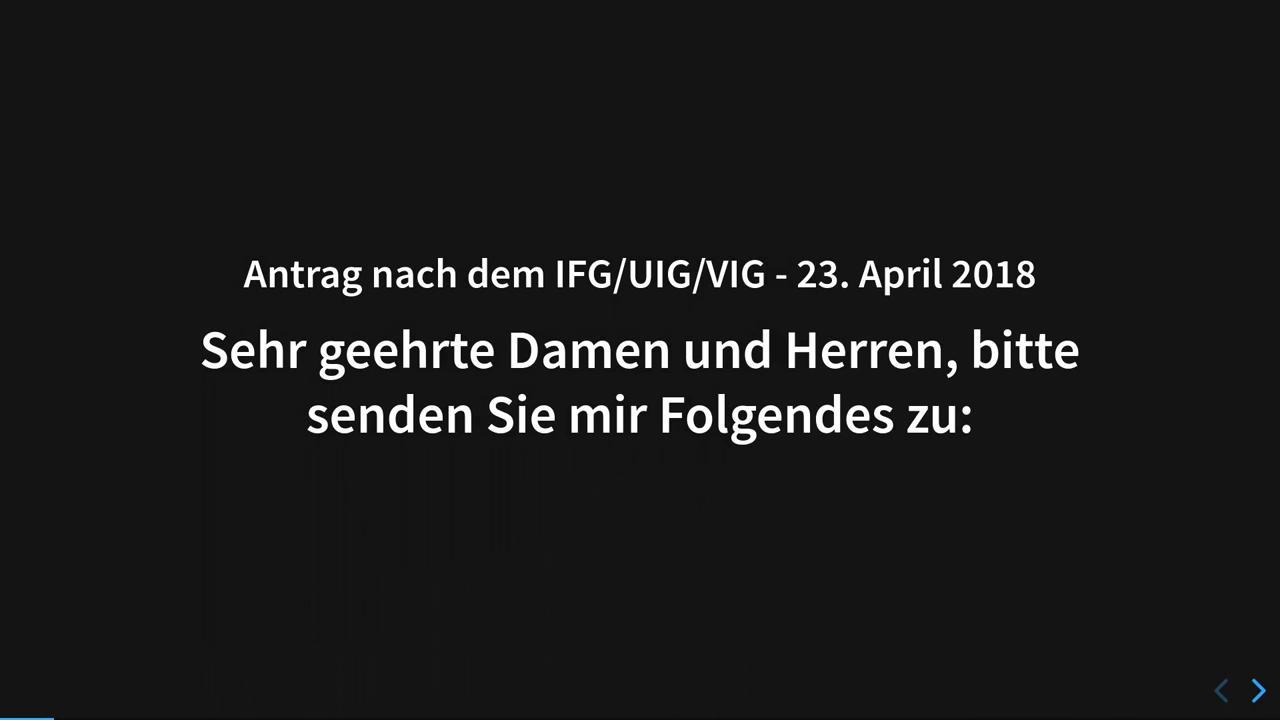 Antrag nach dem IFG/UIG/VIG - 23. April 2018
Sehr geehrte Damen und Herren, bitte
senden Sie mir Folgendes zu: